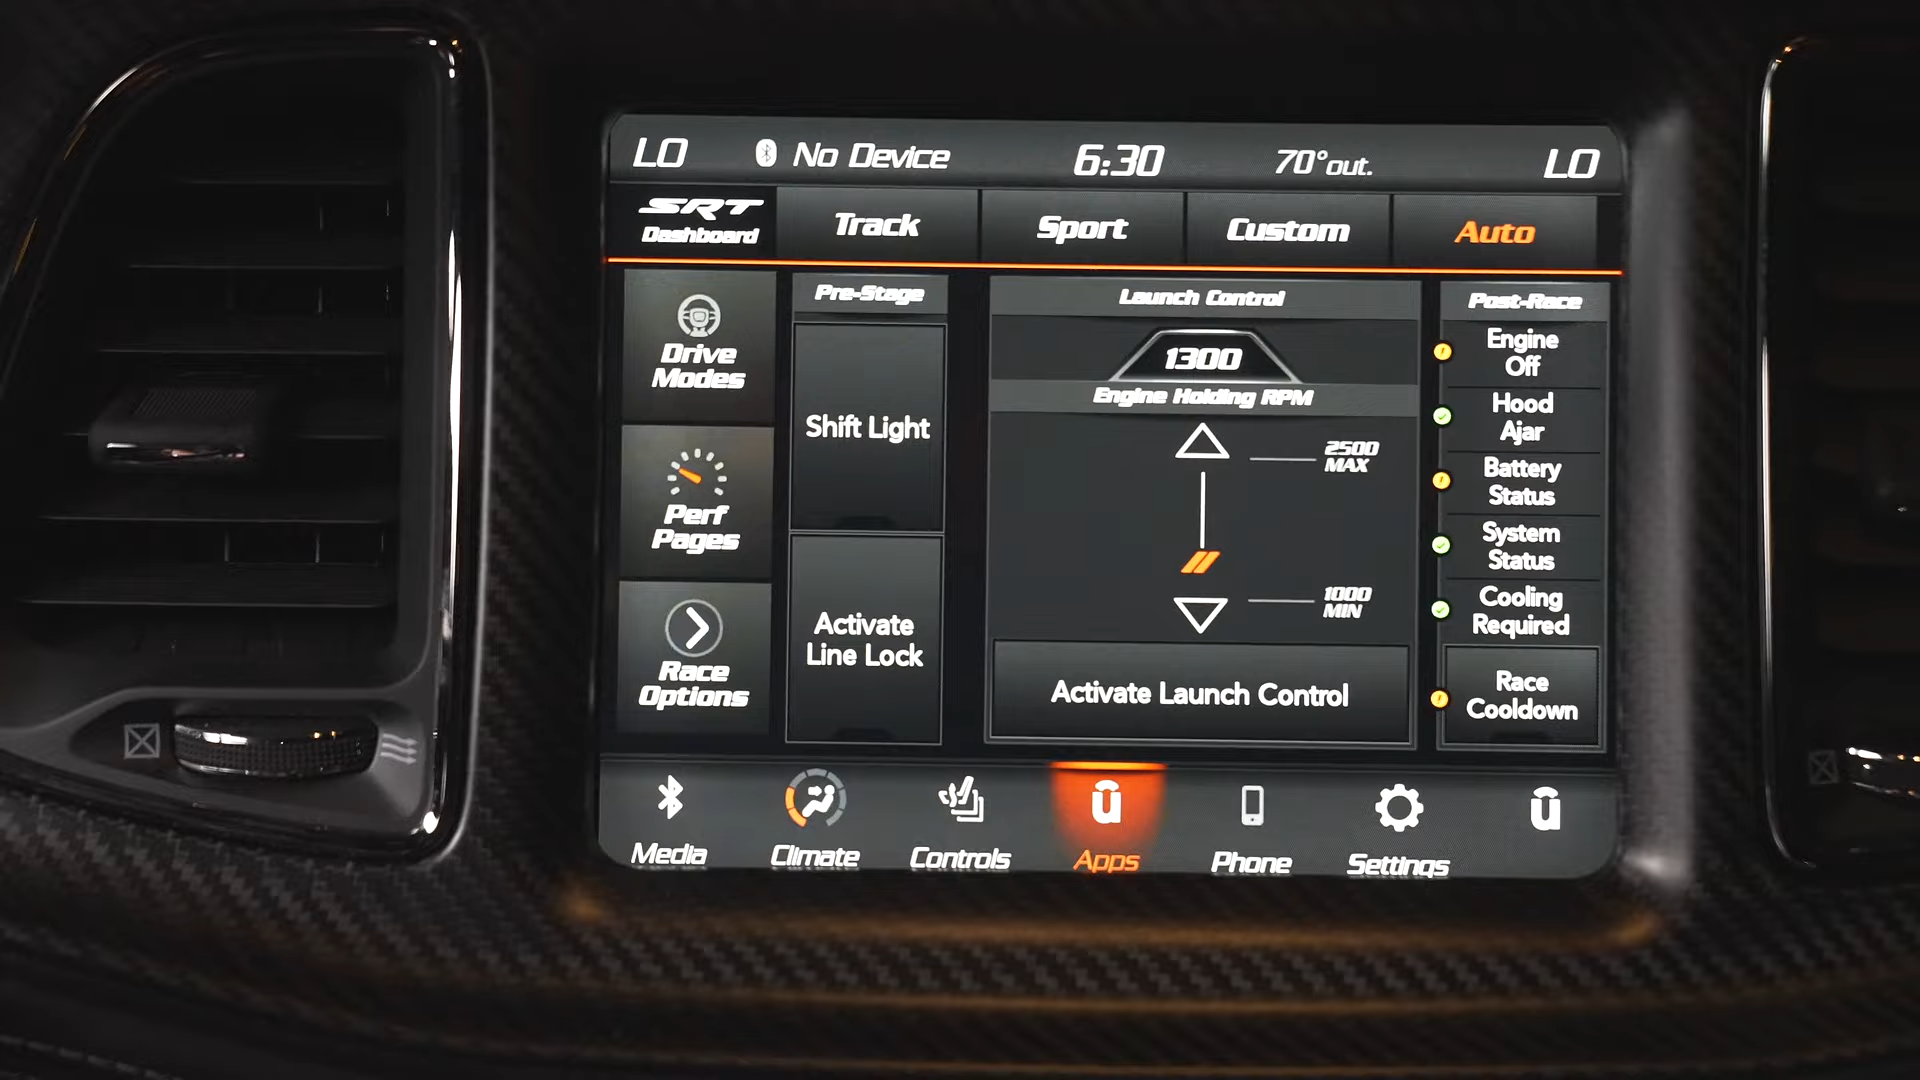 LO
No Device
6:30
70° out.
LO
SRT
Dashboard
Track
Sport
Custom
Auto
Drive
Modes
Perf
Pages
Race
Options
Pre-Stage
Shift Light
Activate
Line Lock
Launch Control
1300
Engine Holding RPM
2500
MAX
1000
MIN
Activate Launch Control
Post-Race
Engine
Off
Hood
Ajar
Battery
Status
System
Status
Cooling
Required
Race
Cooldown
Media
Climate
Controls
Apps
Phone
Settings